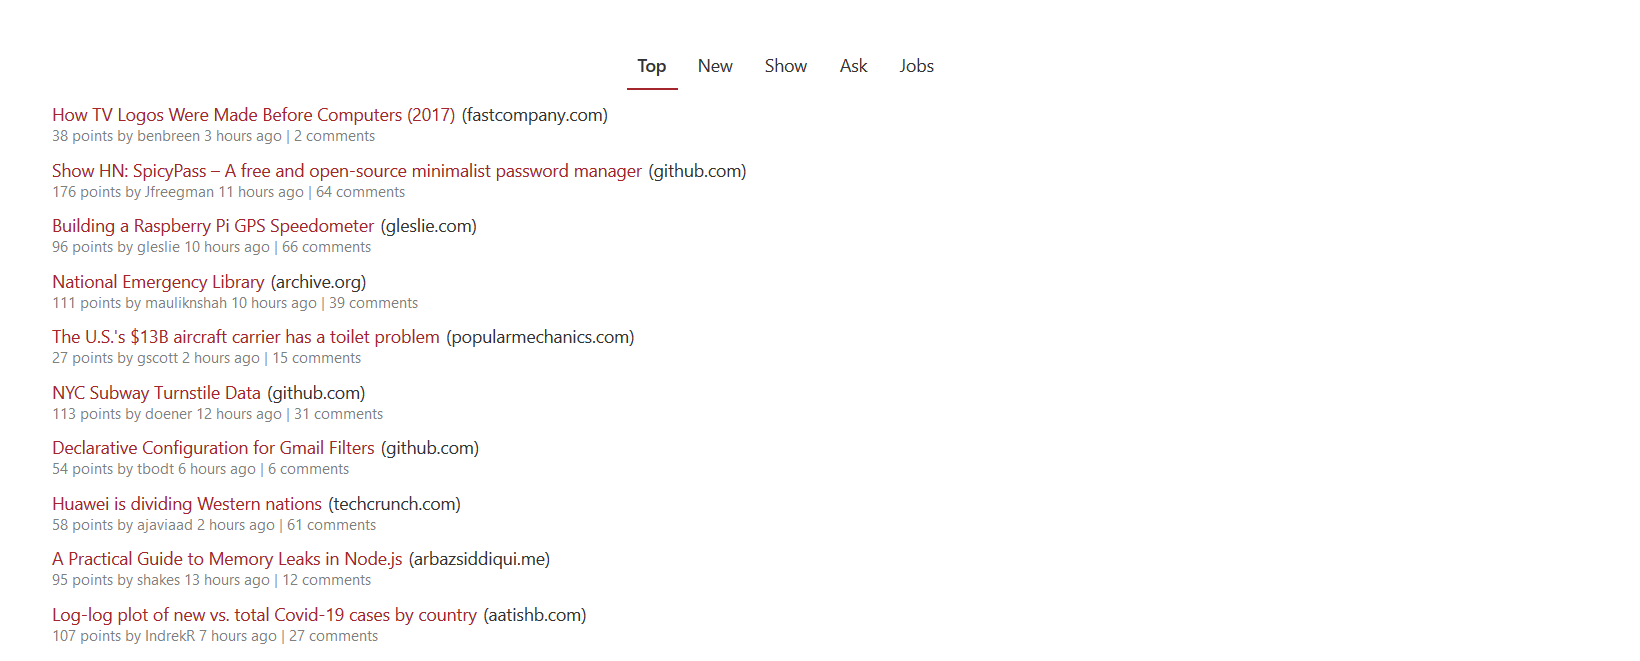 Top New Show Ask Jobs
How TV Logos Were Made Before Computers (2017) (fastcompany.com)
38 points by benbreen 3 hours ago | 2 comments
Show HN: SpicyPass – A free and open-source minimalist password manager (github.com)
176 points by Jfreegman 11 hours ago | 64 comments
Building a Raspberry Pi GPS Speedometer (gleslie.com)
96 points by gleslie 10 hours ago | 66 comments
National Emergency Library (archive.org)
111 points by mauliknshah 10 hours ago | 39 comments
The U.S.'s $13B aircraft carrier has a toilet problem (popularmechanics.com)
27 points by gscott 2 hours ago | 15 comments
NYC Subway Turnstile Data (github.com)
113 points by doener 12 hours ago | 31 comments
Declarative Configuration for Gmail Filters (github.com)
54 points by tbodt 6 hours ago | 6 comments
Huawei is dividing Western nations (techcrunch.com)
58 points by ajaviaad 2 hours ago | 61 comments
A Practical Guide to Memory Leaks in Node.js (arbazsiddiqui.me)
95 points by shakes 13 hours ago | 12 comments
Log-log plot of new vs. total Covid-19 cases by country (aatishb.com)
107 points by IndrekR 7 hours ago | 27 comments